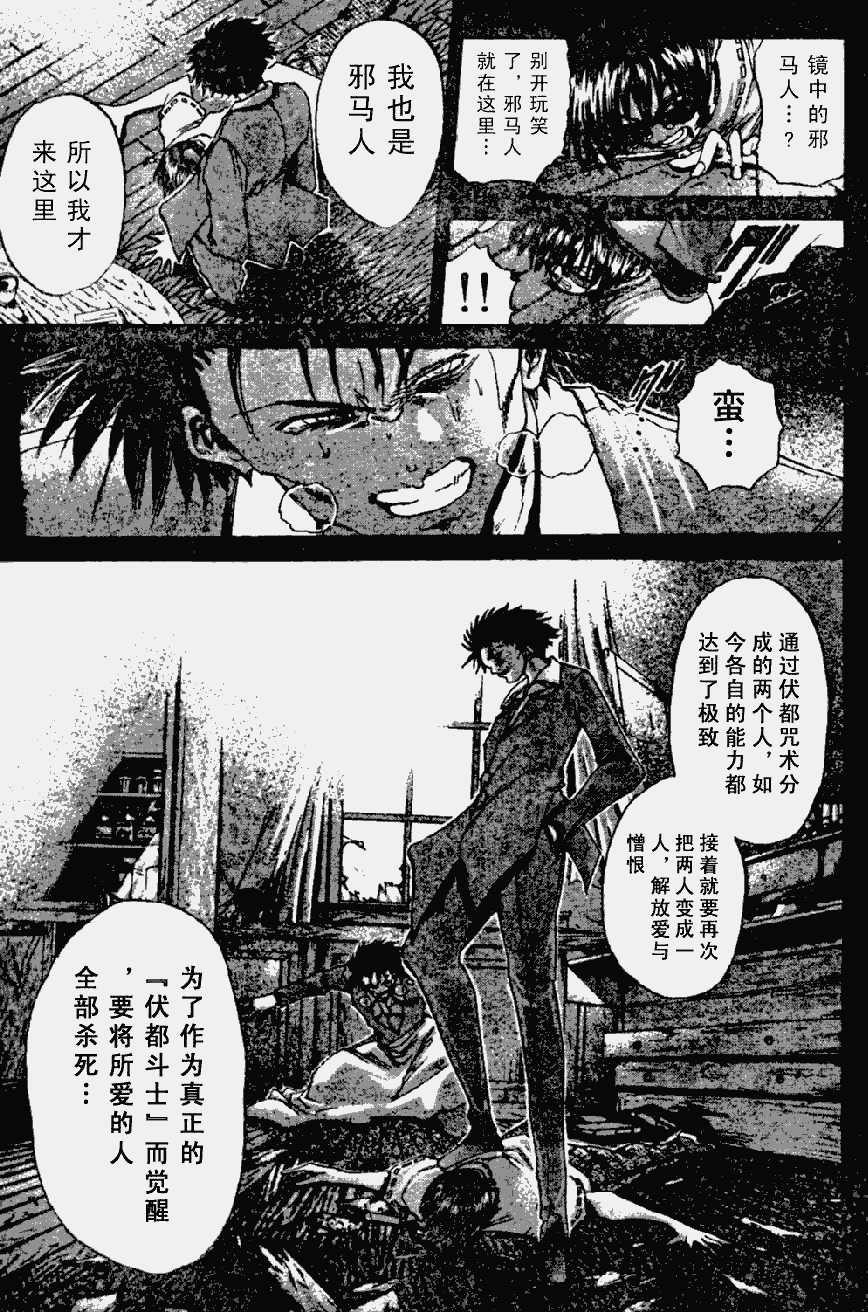 镜中的邪
马人…?
别开玩笑
了，邪马人
就在这里…
我也是
邪马人
所以我才
来这里
!!
蛮…
通过伏都咒术分
成的两个人，如
今各自的能力都
达到了极致
接着就要再次
把两人变成一
人，解放爱与
憎恨
为了作为真正的
『伏都斗士』而觉醒
，要将所爱的人
全部杀死…